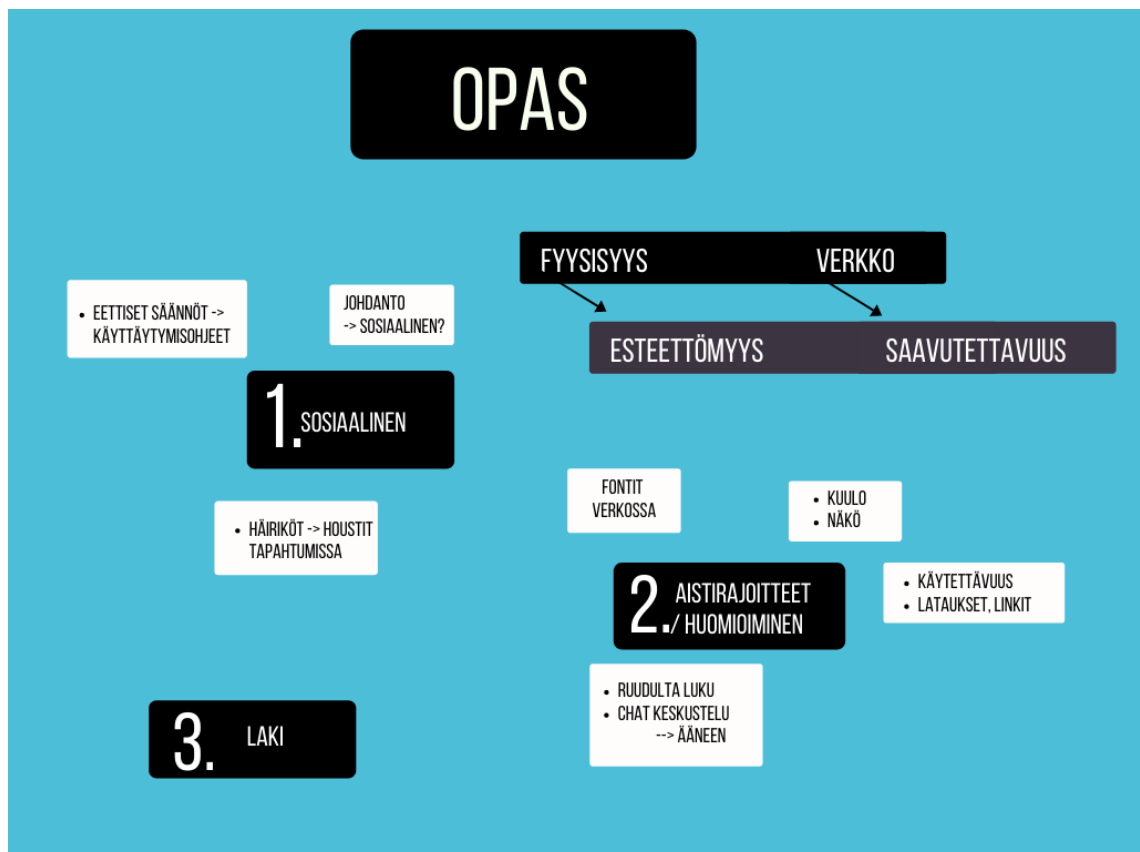 OPAS
FYYSISYYS VERKKO
ESTEETTÖMYYS SAAVUTETTAVUUS
• EETTISET SÄÄNNÖT ->
KÄYTTÄYTYMISOHJEET
JOHDANTO
-> SOSIAALINEN?
1. SOSIAALINEN
• HÄIRIKÖT -> HOUSTIT
TAPAHTUMISSA
FONTIT
VERKOSSA
• KUULO
• NÄKÖ
2. AISTIRAJOITTEET
/ HUOMIOIMINEN
• KÄYTETTÄVUUS
• LATAUKSET, LINKIT
• RUUDULTA LUKU
• CHAT KESKUSTELU
--> ÄÄNEEN
3. LAKI